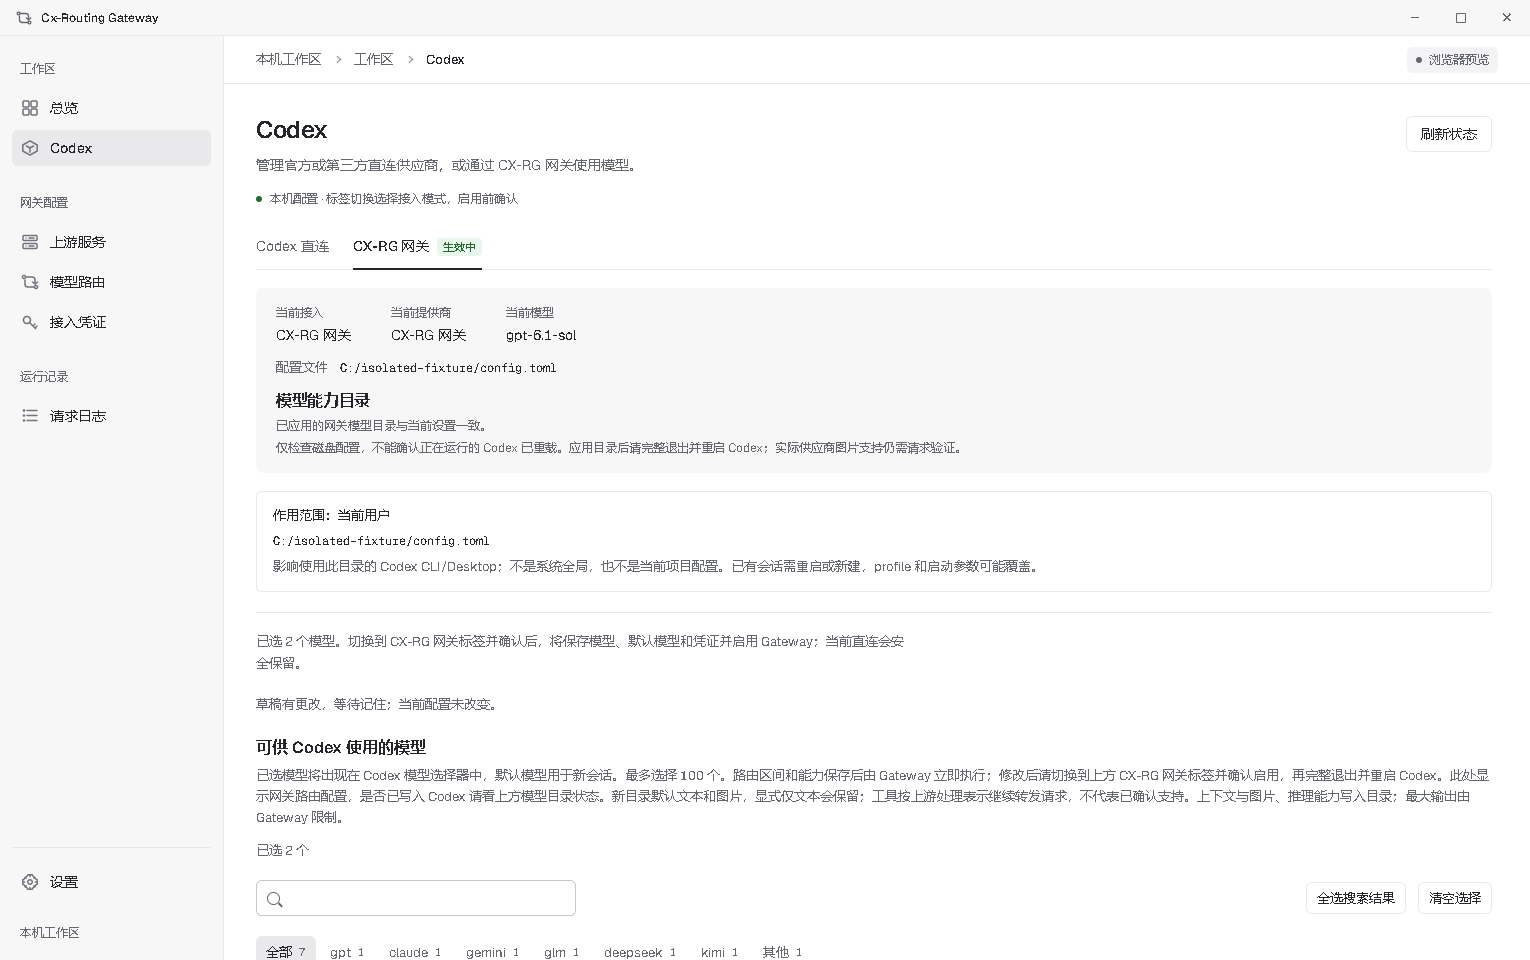 Cx-Routing Gateway
工作区
总览
Codex
网关配置
上游服务
模型路由
接入凭证
运行记录
请求日志
设置
本机工作区
本机工作区 > 工作区 > Codex
浏览器预览
Codex
刷新状态
管理官方或第三方直连供应商，或通过 CX-RG 网关使用模型。
本机配置 · 标签切换选择接入模式，启用前确认
Codex 直连 CX-RG 网关 生效中
当前接入 当前提供商 当前模型
CX-RG 网关 CX-RG 网关 gpt-6.1-sol
配置文件 C:/isolated-fixture/config.toml
模型能力目录
已应用的网关模型目录与当前设置一致。
仅检查磁盘配置，不能确认正在运行的 Codex 已重载。应用目录后请完整退出并重启 Codex；实际供应商图片支持仍需请求验证。
作用范围：当前用户
C:/isolated-fixture/config.toml
影响使用此目录的 Codex CLI/Desktop；不是系统全局，也不是当前项目配置。已有会话需重启或新建，profile 和启动参数可能覆盖。
已选 2 个模型。切换到 CX-RG 网关标签并确认后，将保存模型、默认模型和凭证并启用 Gateway；当前直连会安
全保留。
草稿有更改，等待记住；当前配置未改变。
可供 Codex 使用的模型
已选模型将出现在 Codex 模型选择器中，默认模型用于新会话。最多选择 100 个。路由区间和能力保存后由 Gateway 立即执行；修改后请切换到上方 CX-RG 网关标签并确认启用，再完整退出并重启 Codex。此处显
示网关路由配置，是否已写入 Codex 请看上方模型目录状态。新目录默认文本和图片，显式仅文本会保留；工具按上游处理表示继续转发请求，不代表已确认支持。上下文与图片、推理能力写入目录；最大输出由
Gateway 限制。
已选 2 个
全选搜索结果 清空选择
全部 7 gpt 1 claude 1 gemini 1 glm 1 deepseek 1 kimi 1 其他 1